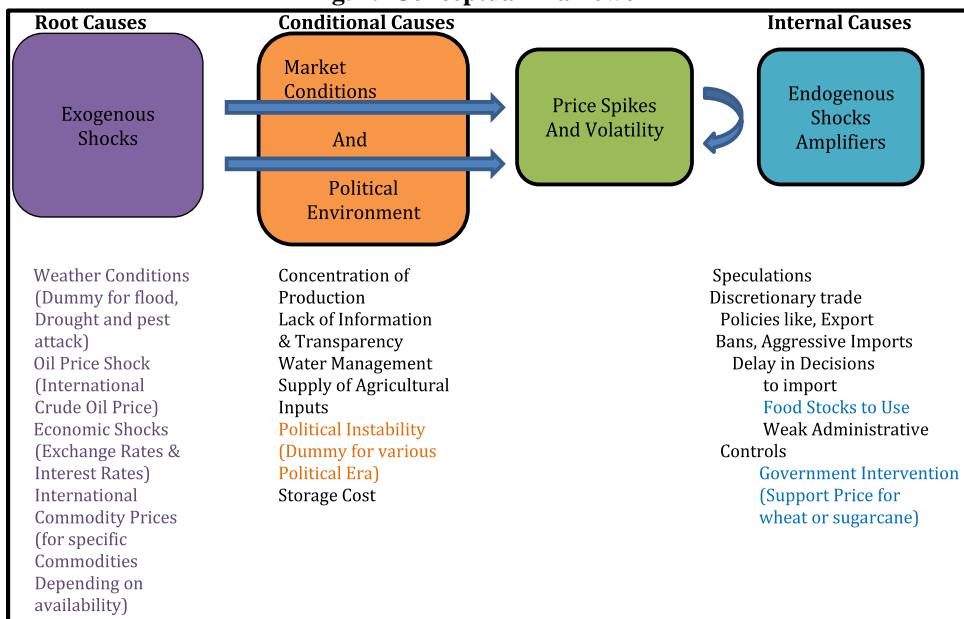 Root Causes
Conditional Causes
Internal Causes
Exogenous
Shocks
Market
Conditions
And
Political
Environment
Price Spikes
And Volatility
Endogenous
Shocks
Amplifiers
Weather Conditions
(Dummy for flood,
Drought and pest
attack)
Oil Price Shock
(International
Crude Oil Price)
Economic Shocks
(Exchange Rates &
Interest Rates)
International
Commodity Prices
(for specific
Commodities
Depending on
availability)
Concentration of
Production
Lack of Information
& Transparency
Water Management
Supply of Agricultural
Inputs
Political Instability
(Dummy for various
Political Era)
Storage Cost
Speculations
Discretionary trade
Policies like, Export
Bans, Aggressive Imports
Delay in Decisions
to import
Food Stocks to Use
Weak Administrative
Controls
Government Intervention
(Support Price for
wheat or sugarcane)